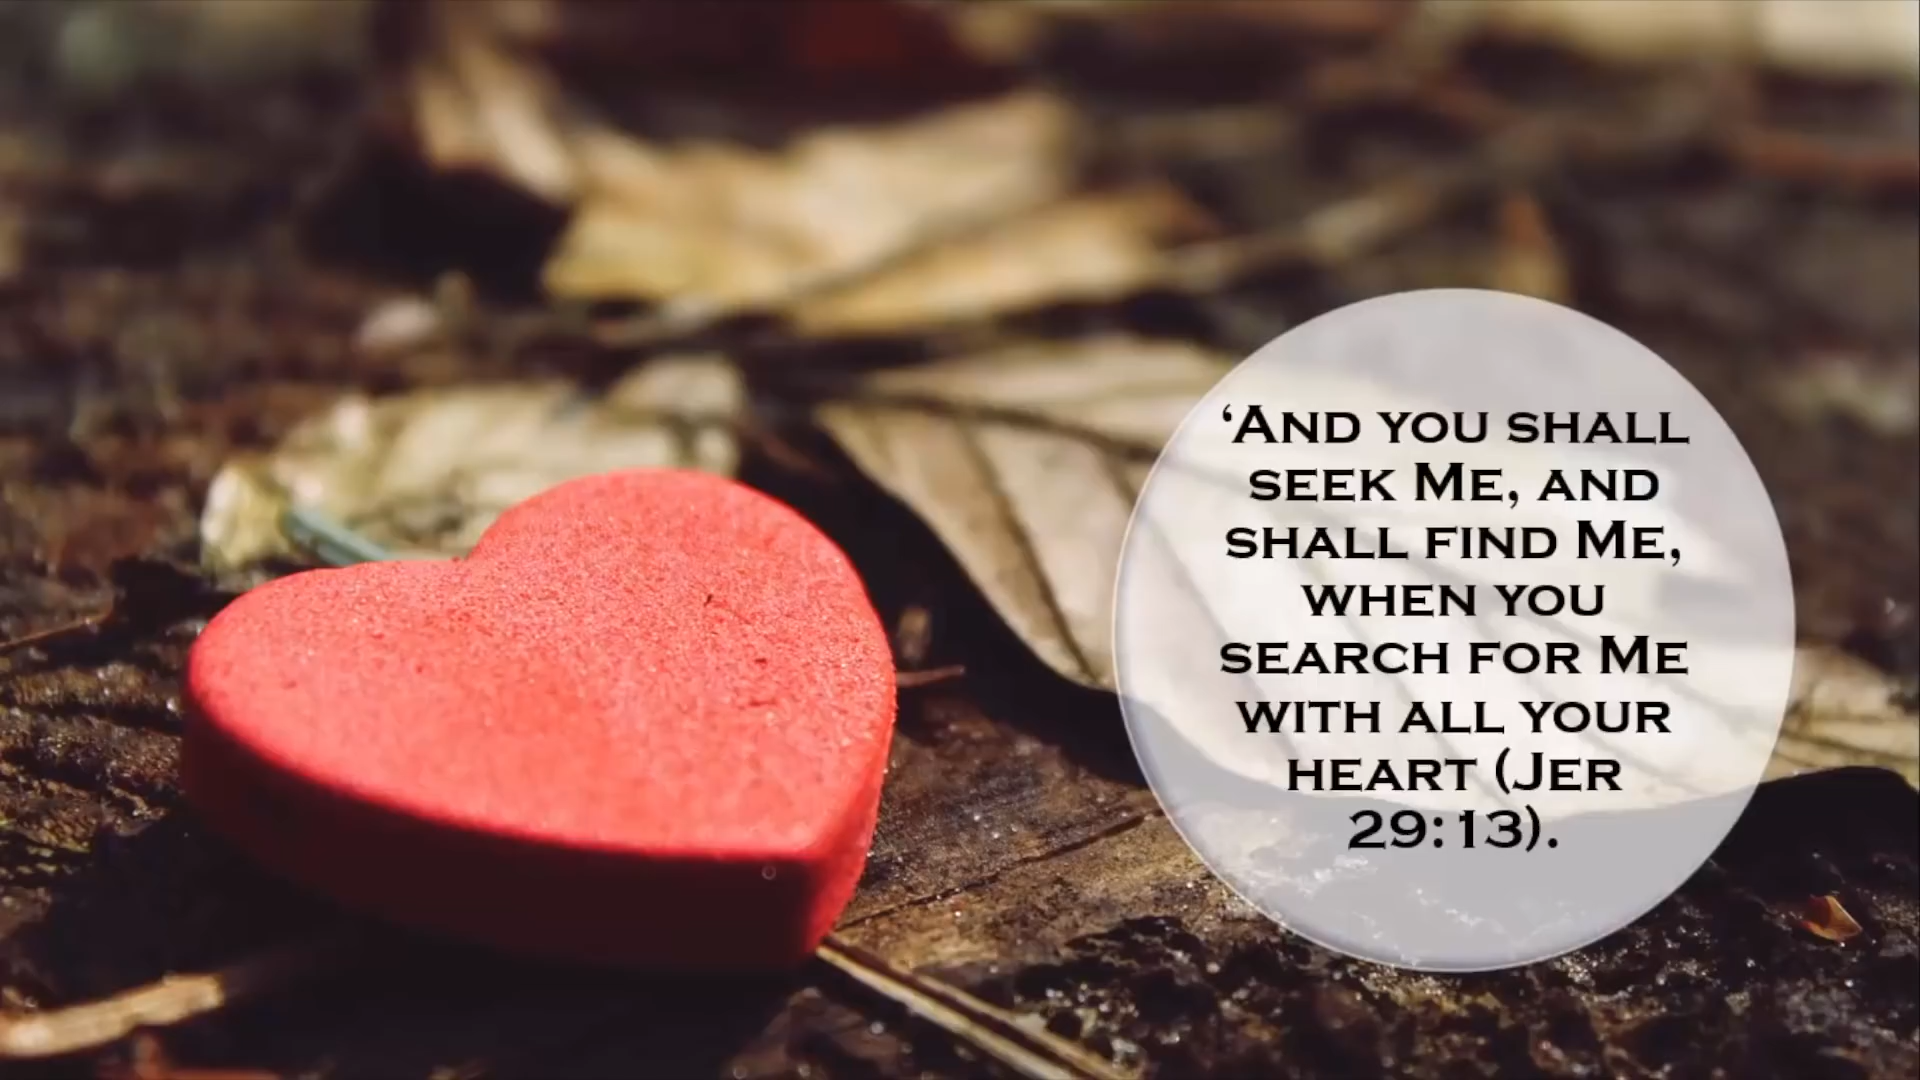 ‘And you shall
seek Me, and
shall find Me,
when you
search for Me
with all your
heart (Jer
29:13).